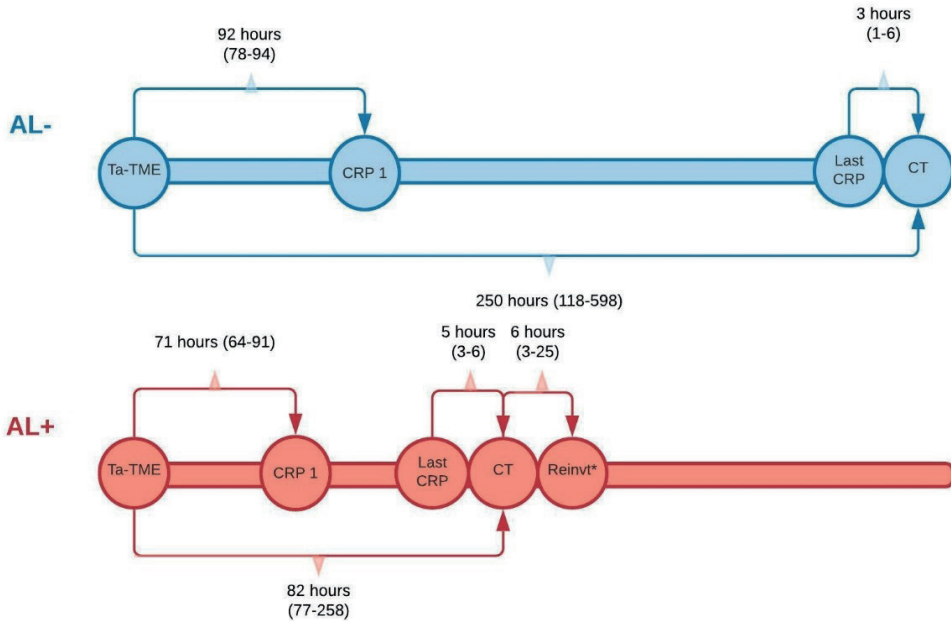 92 hours
(78-94)
3 hours
(1-6)
AL-
Ta-TME
CRP 1
Last
CRP
CT
250 hours (118-598)
71 hours (64-91)
5 hours
(3-6)
6 hours
(3-25)
AL+
Ta-TME
CRP 1
Last
CRP
CT
Reinvt*
82 hours
(77-258)